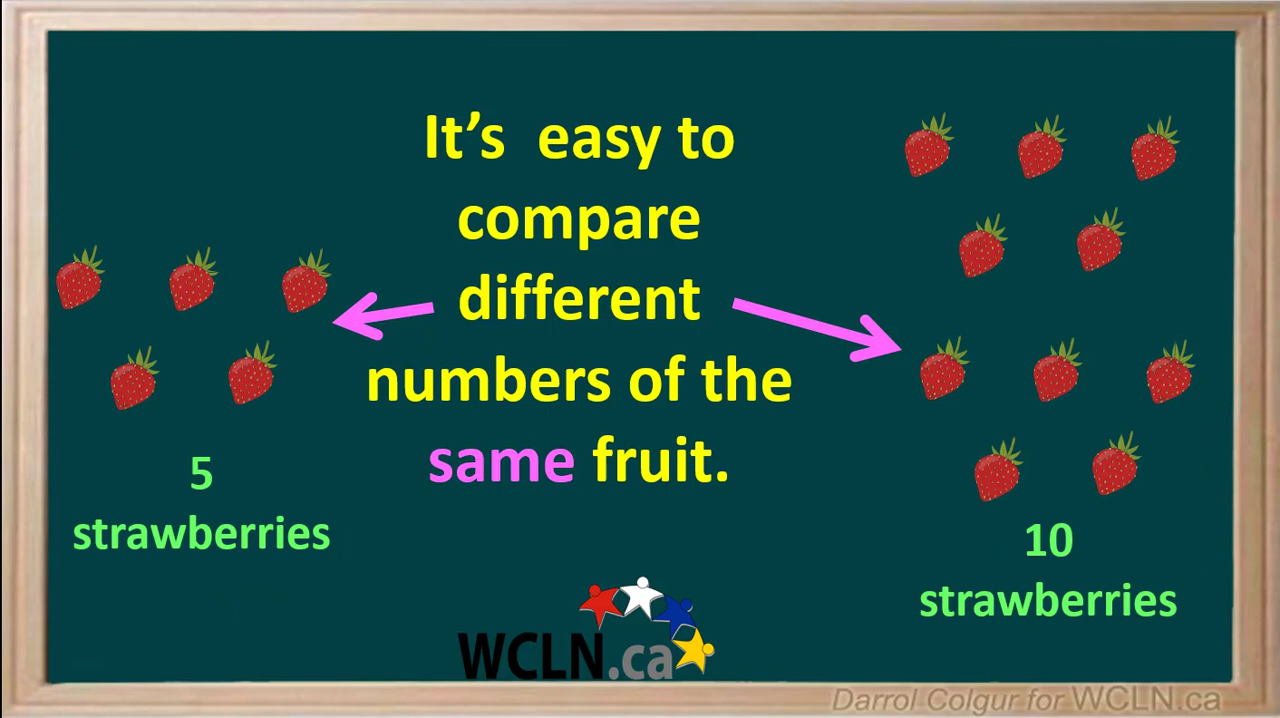 It’s  easy to
compare
different
numbers of the
same fruit.
5
strawberries
10
strawberries
WCLN.ca
Darrol Colgur for WCLN.ca